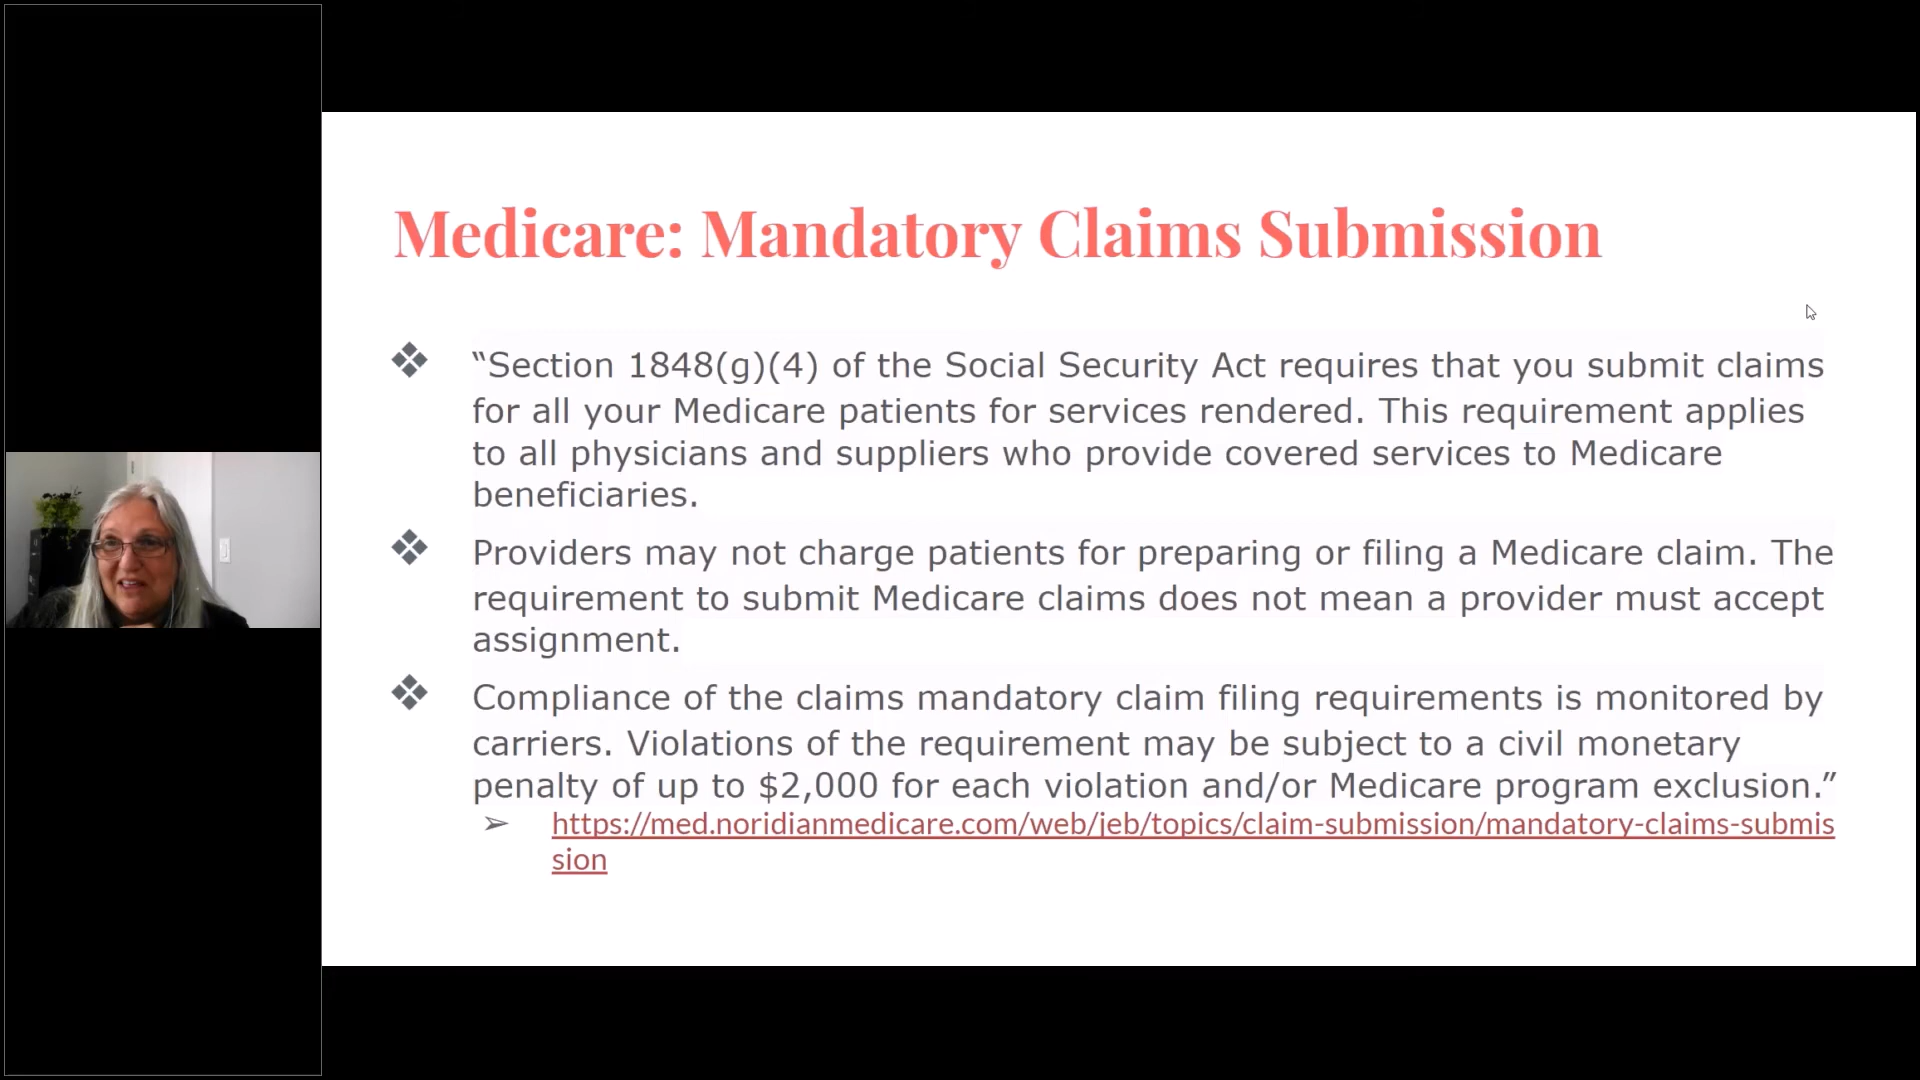 Medicare: Mandatory Claims Submission
“Section 1848(g)(4) of the Social Security Act requires that you submit claims
for all your Medicare patients for services rendered. This requirement applies
to all physicians and suppliers who provide covered services to Medicare
beneficiaries.
Providers may not charge patients for preparing or filing a Medicare claim. The
requirement to submit Medicare claims does not mean a provider must accept
assignment.
Compliance of the claims mandatory claim filing requirements is monitored by
carriers. Violations of the requirement may be subject to a civil monetary
penalty of up to $2,000 for each violation and/or Medicare program exclusion.”
https://med.noridianmedicare.com/web/jeb/topics/claim-submission/mandatory-claims-submis
sion